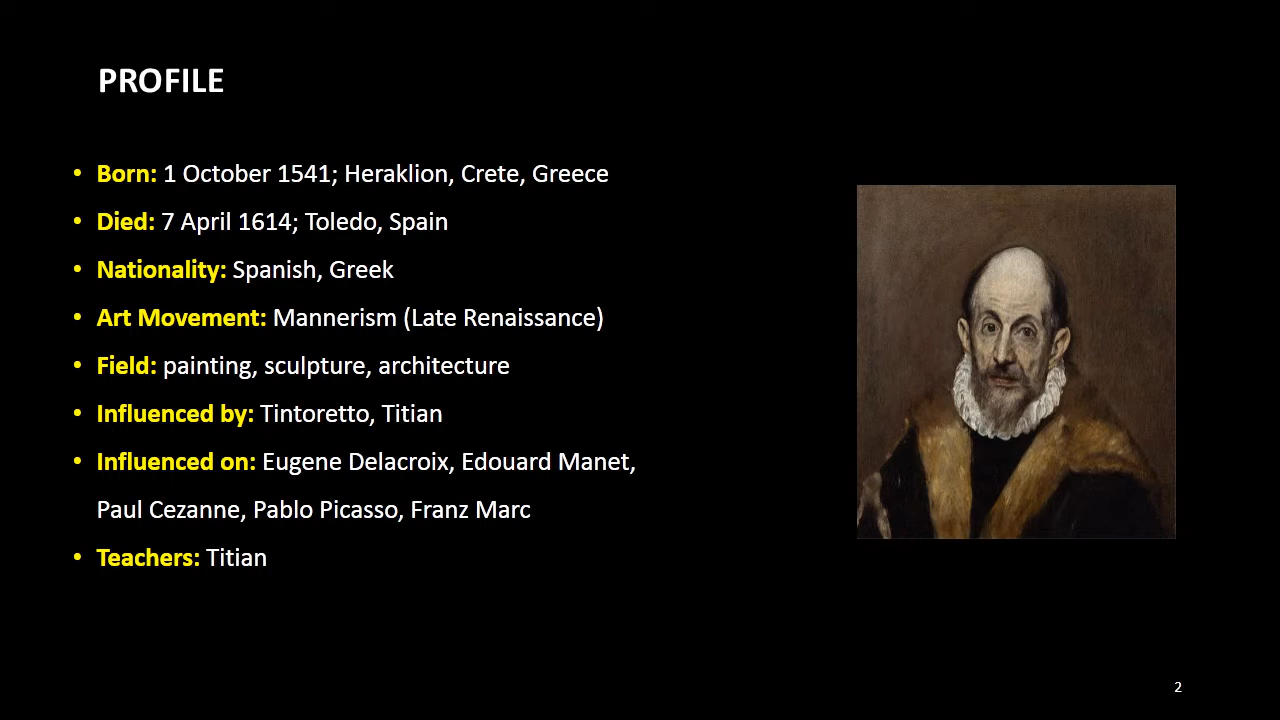 PROFILE
• Born: 1 October 1541; Heraklion, Crete, Greece
• Died: 7 April 1614; Toledo, Spain
• Nationality: Spanish, Greek
• Art Movement: Mannerism (Late Renaissance)
• Field: painting, sculpture, architecture
• Influenced by: Tintoretto, Titian
• Influenced on: Eugene Delacroix, Edouard Manet,
Paul Cezanne, Pablo Picasso, Franz Marc
• Teachers: Titian
2